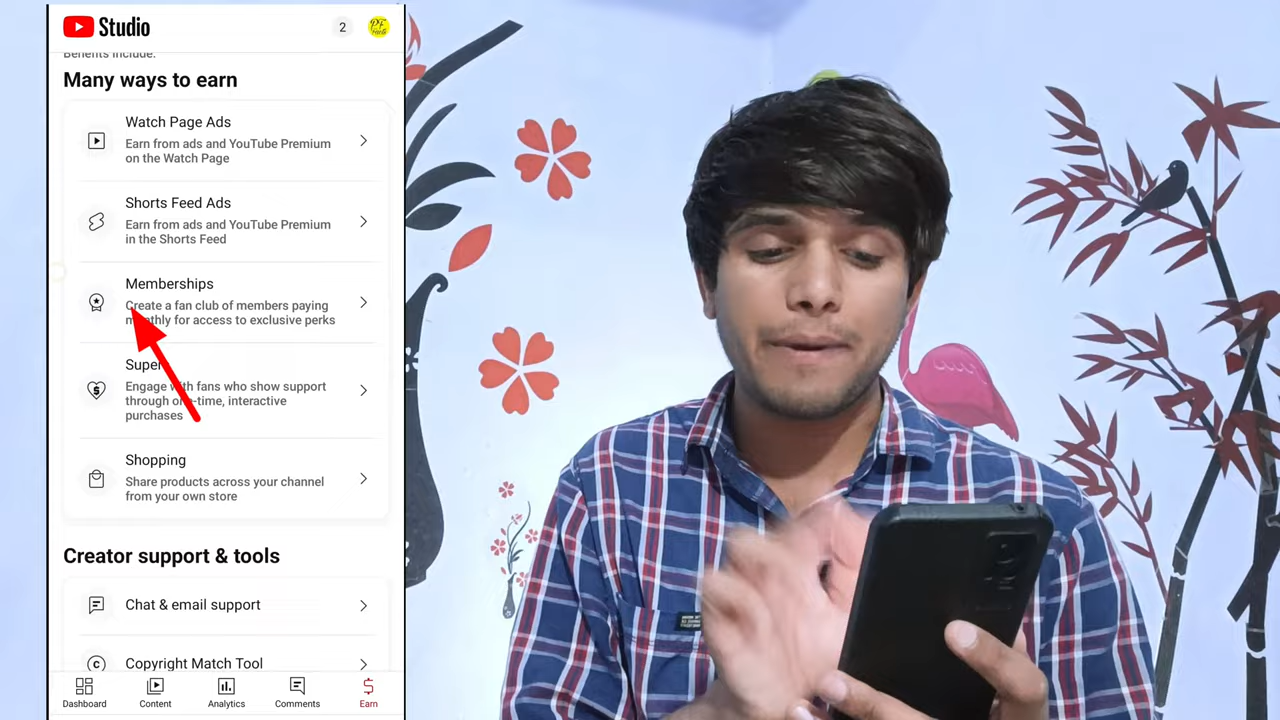 Studio
2
Benefits include:
Many ways to earn
Watch Page Ads
Earn from ads and YouTube Premium
on the Watch Page
Shorts Feed Ads
Earn from ads and YouTube Premium
in the Shorts Feed
Memberships
Create a fan club of members paying
monthly for access to exclusive perks
Super
Engage with fans who show support
through one-time, interactive
purchases
Shopping
Share products across your channel
from your own store
Creator support & tools
Chat & email support
Copyright Match Tool
Dashboard
Content
Analytics
Comments
Earn